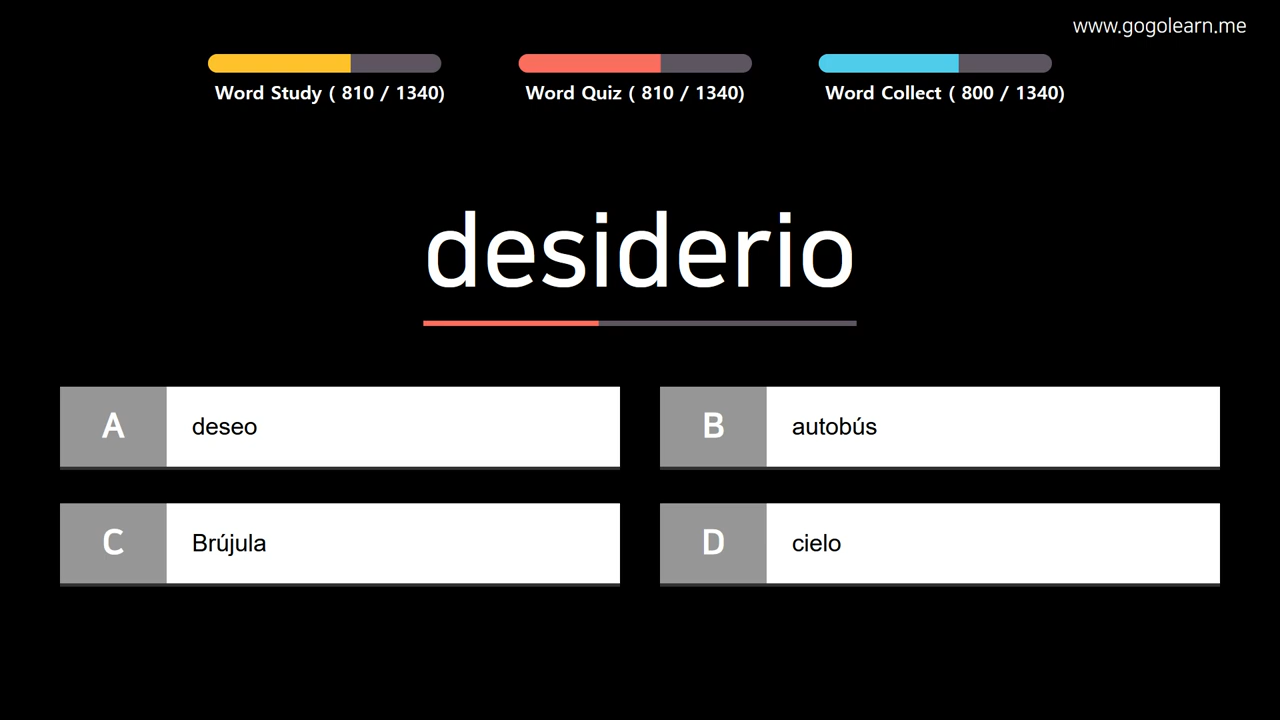 www.gogolearn.me
Word Study ( 810 / 1340)
Word Quiz ( 810 / 1340)
Word Collect ( 800 / 1340)
desiderio
A
deseo
B
autobús
C
Brújula
D
cielo